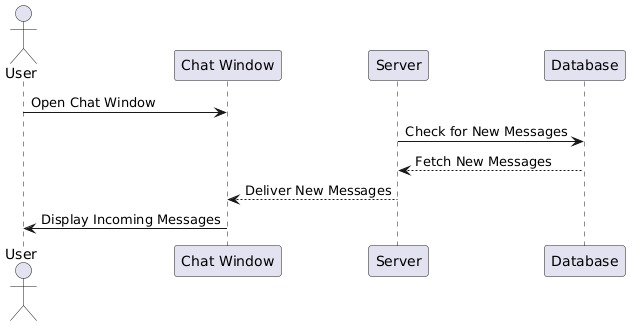 User
Chat Window
Server
Database
Open Chat Window
Check for New Messages
Fetch New Messages
Deliver New Messages
Display Incoming Messages
User
Chat Window
Server
Database